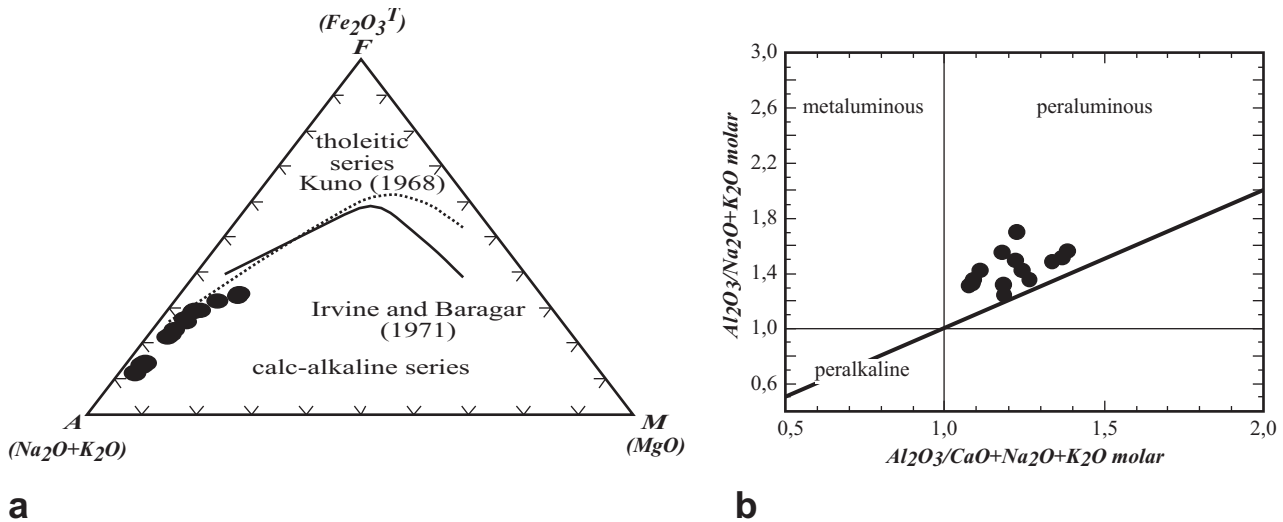 (Fe2O3T)
F
tholeitic
series
Kuno (1968)
Irvine and Baragar
(1971)
calc-alkaline series
A
M
(Na2O+K2O)
(MgO)
a
Al2O3/Na2O+K2O molar
3,0
2,6
2,2
1,8
1,4
1,0
0,6
metaluminous
peraluminous
peralkaline
0,5
1,0
1,5
2,0
Al2O3/CaO+Na2O+K2O molar
b